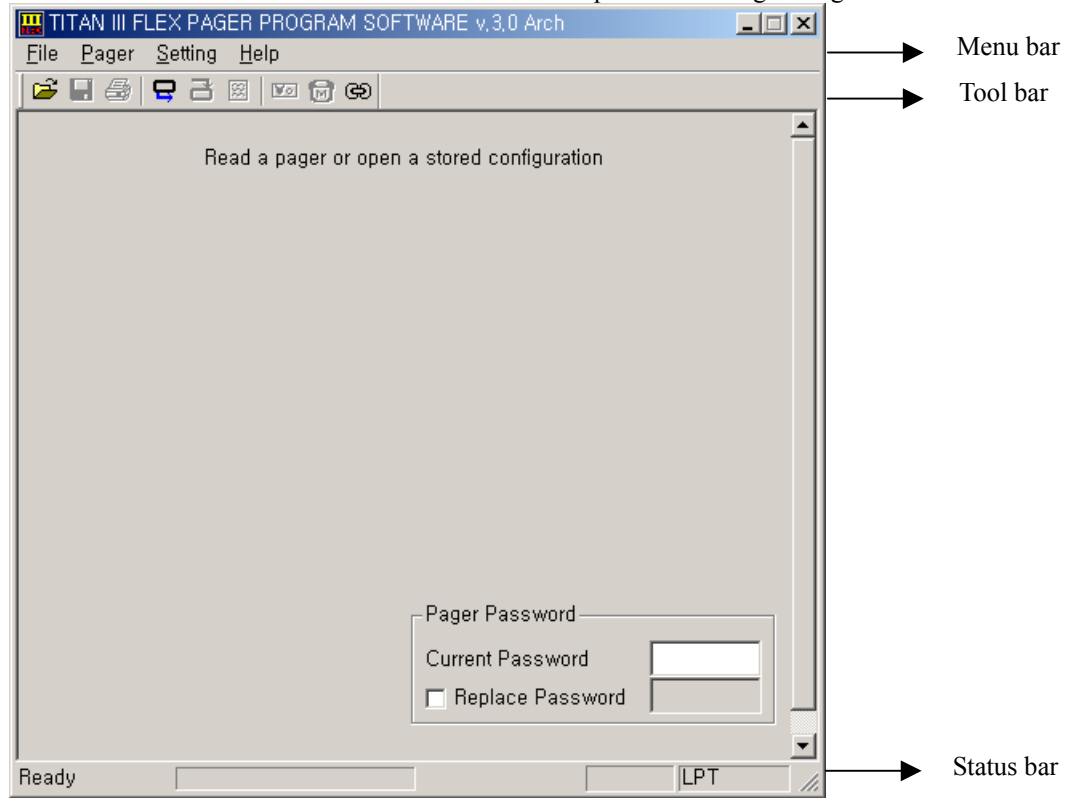 TITAN III FLEX PAGER PROGRAM SOFTWARE v,3,0 Arch
File Pager Setting Help
Menu bar
Tool bar
Read a pager or open a stored configuration
Pager Password
Current Password
Replace Password
Ready
LPT
Status bar